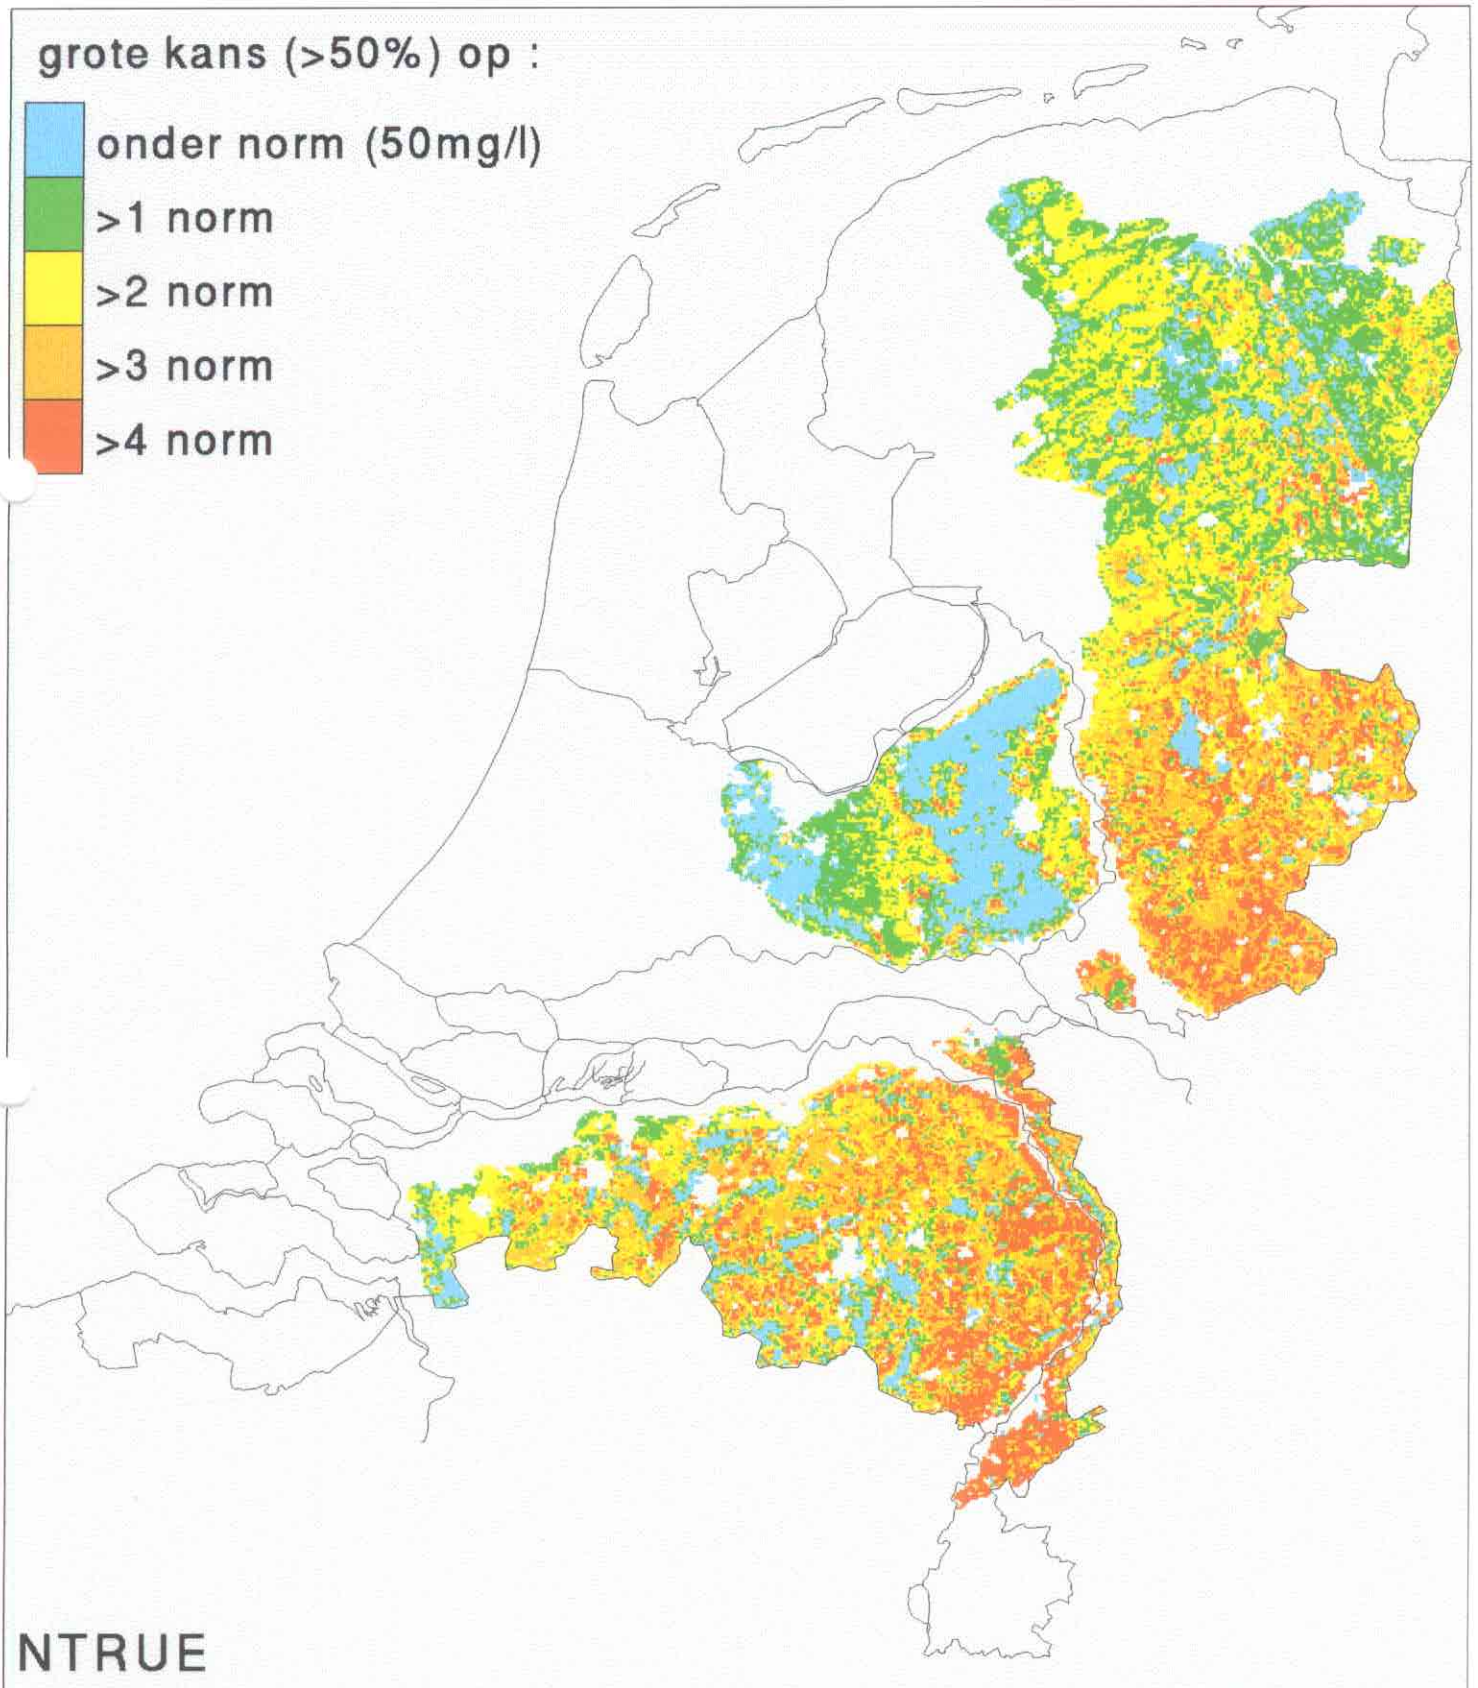 grote kans (>50%) op :
onder norm (50mg/l)
>1 norm
>2 norm
>3 norm
>4 norm
NTRUE